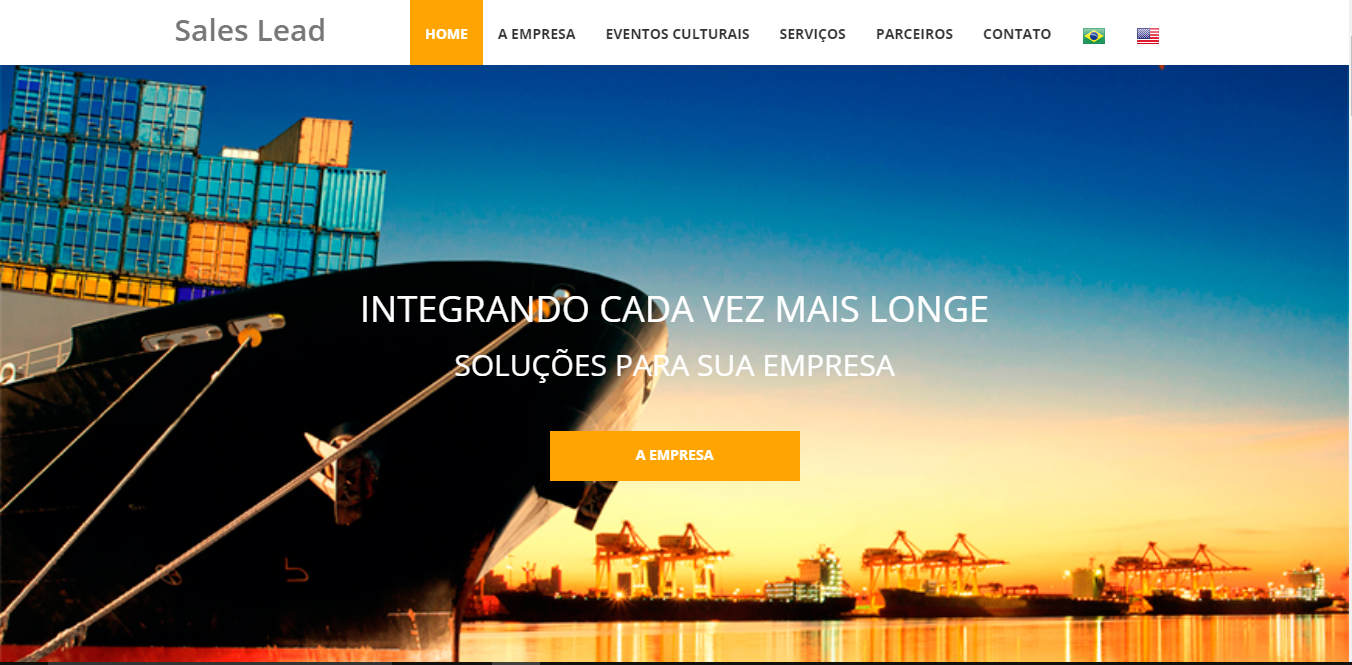 Sales Lead
HOME A EMPRESA EVENTOS CULTURAIS SERVIÇOS PARCEIROS CONTATO
INTEGRANDO CADA VEZ MAIS LONGE
SOLUÇÕES PARA SUA EMPRESA
A EMPRESA